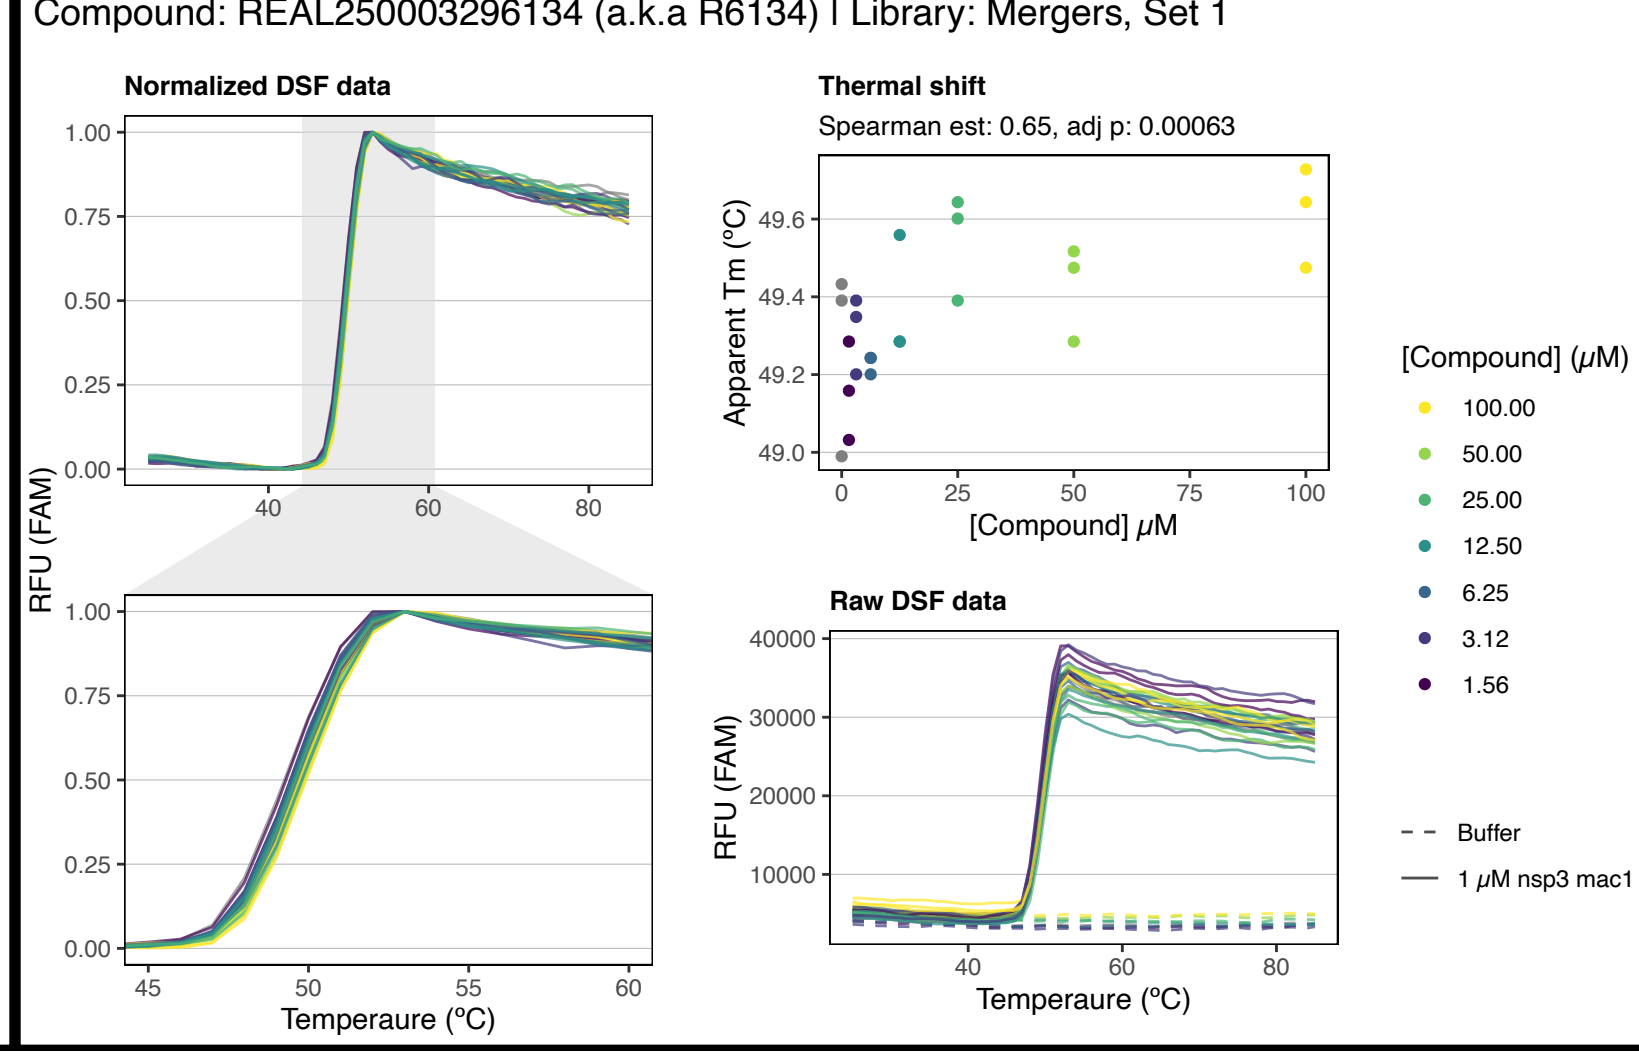 Compound: REAL250003296134 (a.k.a R6134) | Library: Mergers, Set 1
Normalized DSF data
1.00
0.75
0.50
0.25
0.00
40 60 80
RFU (FAM)
1.00
0.75
0.50
0.25
0.00
45 50 55 60
Temperaure (ºC)
Thermal shift
Spearman est: 0.65, adj p: 0.00063
Apparent Tm (ºC)
49.6
49.4
49.2
49.0
0 25 50 75 100
[Compound] µM
Raw DSF data
RFU (FAM)
40000
30000
20000
10000
40 60 80
Temperaure (ºC)
[Compound] (µM)
100.00
50.00
25.00
12.50
6.25
3.12
1.56
Buffer
1 µM nsp3 mac1